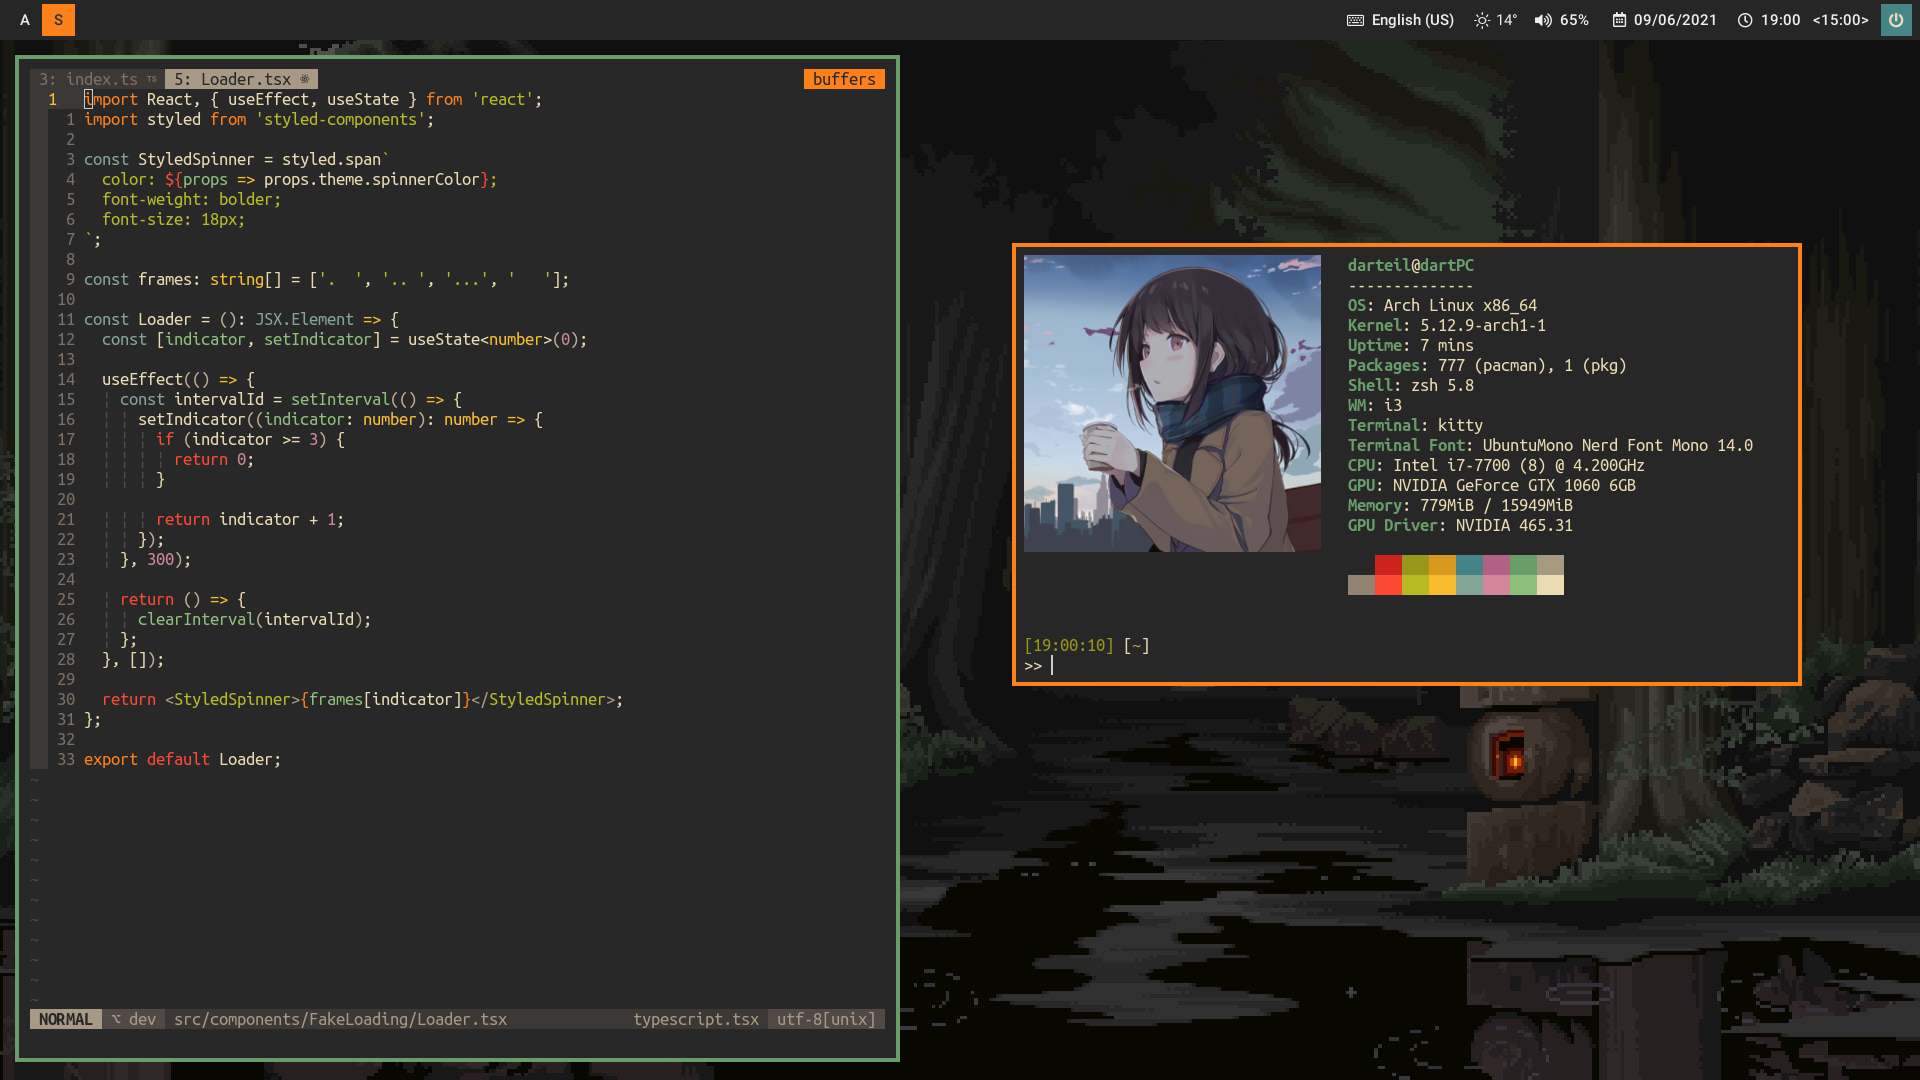 A S English (US) 14° 65% 09/06/2021 19:00 <15:00>
3: index.ts TS 5: Loader.tsx buffers
1 import React, { useEffect, useState } from 'react';
1 import styled from 'styled-components';
2
3 const StyledSpinner = styled.span`
4   color: ${props => props.theme.spinnerColor};
5   font-weight: bolder;
6   font-size: 18px;
7 `;
8
9 const frames: string[] = ['.  ', '.. ', '...', '   '];
10
11 const Loader = (): JSX.Element => {
12   const [indicator, setIndicator] = useState<number>(0);
13
14   useEffect(() => {
15 ¦ const intervalId = setInterval(() => {
16 ¦ ¦ setIndicator((indicator: number): number => {
17 ¦ ¦ ¦ if (indicator >= 3) {
18 ¦ ¦ ¦ ¦ return 0;
19 ¦ ¦ ¦ }
20
21 ¦ ¦ ¦ return indicator + 1;
22 ¦ ¦ });
23 ¦ }, 300);
24
25 ¦ return () => {
26 ¦ ¦ clearInterval(intervalId);
27 ¦ };
28   }, []);
29
30   return <StyledSpinner>{frames[indicator]}</StyledSpinner>;
31 };
32
33 export default Loader;
~
~
~
~
~
~
~
~
~
~
~
~
NORMAL ⌥ dev src/components/FakeLoading/Loader.tsx typescript.tsx utf-8[unix]
darteil@dartPC
--------------
OS: Arch Linux x86_64
Kernel: 5.12.9-arch1-1
Uptime: 7 mins
Packages: 777 (pacman), 1 (pkg)
Shell: zsh 5.8
WM: i3
Terminal: kitty
Terminal Font: UbuntuMono Nerd Font Mono 14.0
CPU: Intel i7-7700 (8) @ 4.200GHz
GPU: NVIDIA GeForce GTX 1060 6GB
Memory: 779MiB / 15949MiB
GPU Driver: NVIDIA 465.31
[19:00:10] [~]
>>